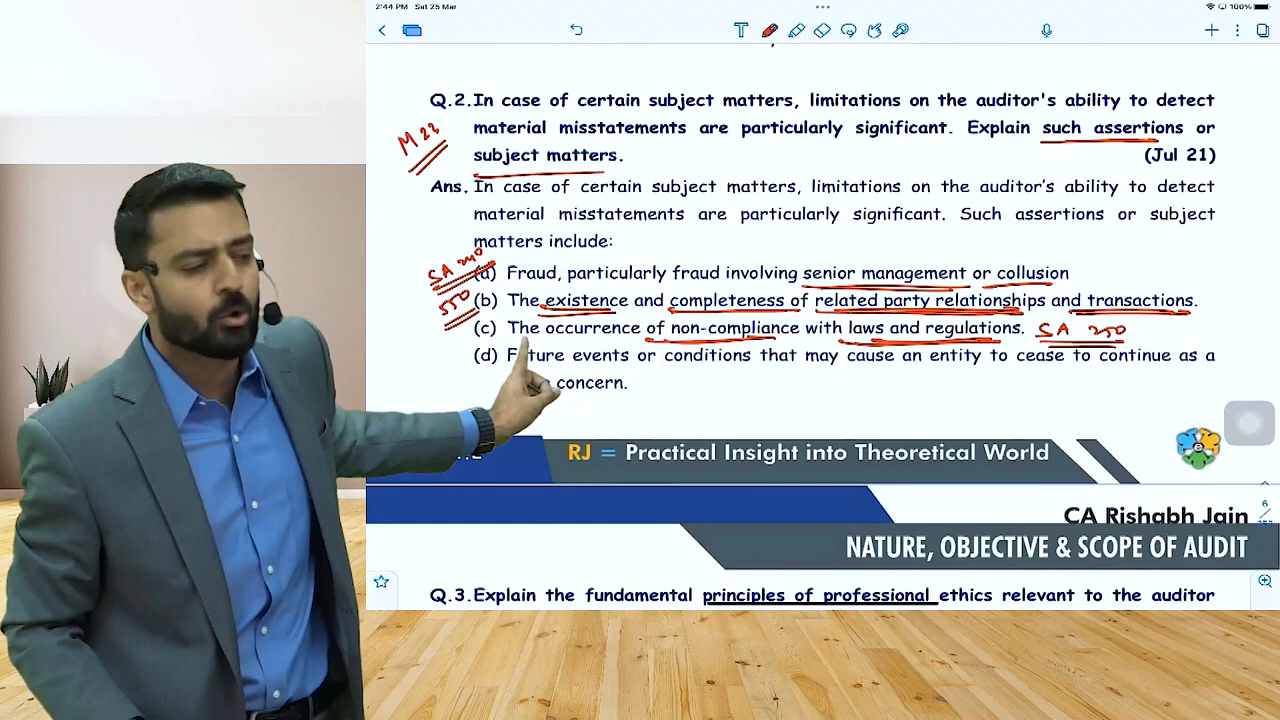 2:44 PM Sat 25 Mar
100%
Q.2. In case of certain subject matters, limitations on the auditor's ability to detect
material misstatements are particularly significant. Explain such assertions or
subject matters. (Jul 21)
M22
Ans. In case of certain subject matters, limitations on the auditor's ability to detect
material misstatements are particularly significant. Such assertions or subject
matters include:
SA 240 (a) Fraud, particularly fraud involving senior management or collusion
550 (b) The existence and completeness of related party relationships and transactions.
(c) The occurrence of non-compliance with laws and regulations. SA 250
(d) Future events or conditions that may cause an entity to cease to continue as a
concern.
RJ = Practical Insight into Theoretical World
CA Rishabh Jain
6
NATURE, OBJECTIVE & SCOPE OF AUDIT
Q.3. Explain the fundamental principles of professional ethics relevant to the auditor